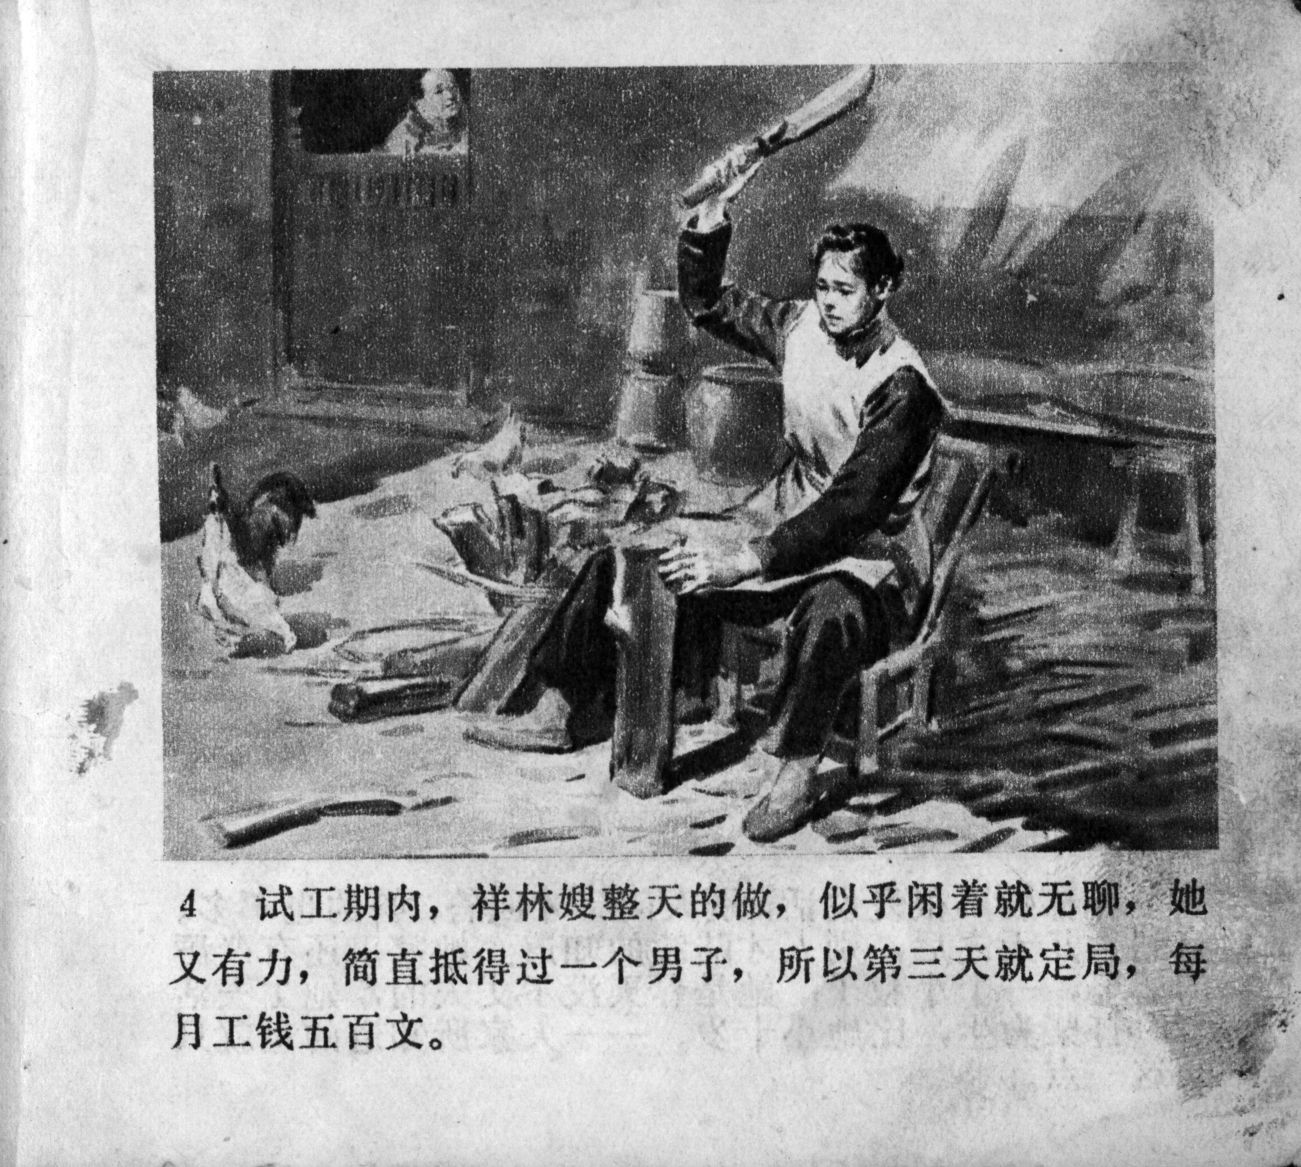 4 试工期内，祥林嫂整天的做，似乎闲着就无聊，她
又有力，简直抵得过一个男子，所以第三天就定局，每
月工钱五百文。